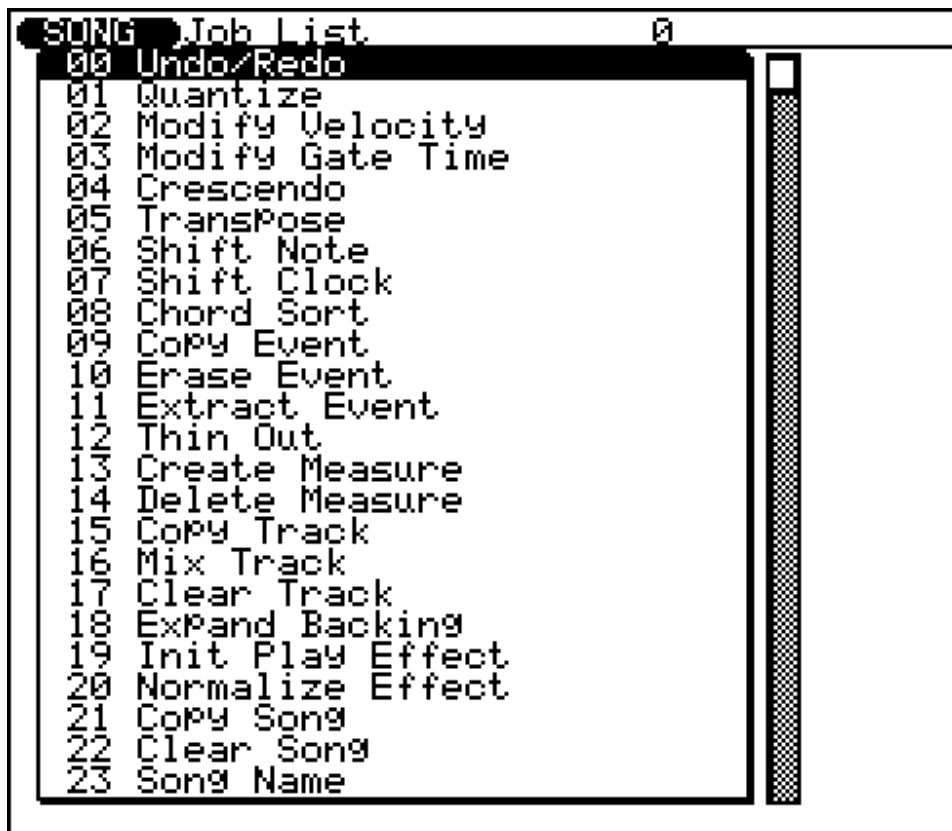 SONG Job List 0
00 Undo/Redo
01 Quantize
02 Modify Velocity
03 Modify Gate Time
04 Crescendo
05 Transpose
06 Shift Note
07 Shift Clock
08 Chord Sort
09 Copy Event
10 Erase Event
11 Extract Event
12 Thin Out
13 Create Measure
14 Delete Measure
15 Copy Track
16 Mix Track
17 Clear Track
18 Expand Backing
19 Init Play Effect
20 Normalize Effect
21 Copy Song
22 Clear Song
23 Song Name